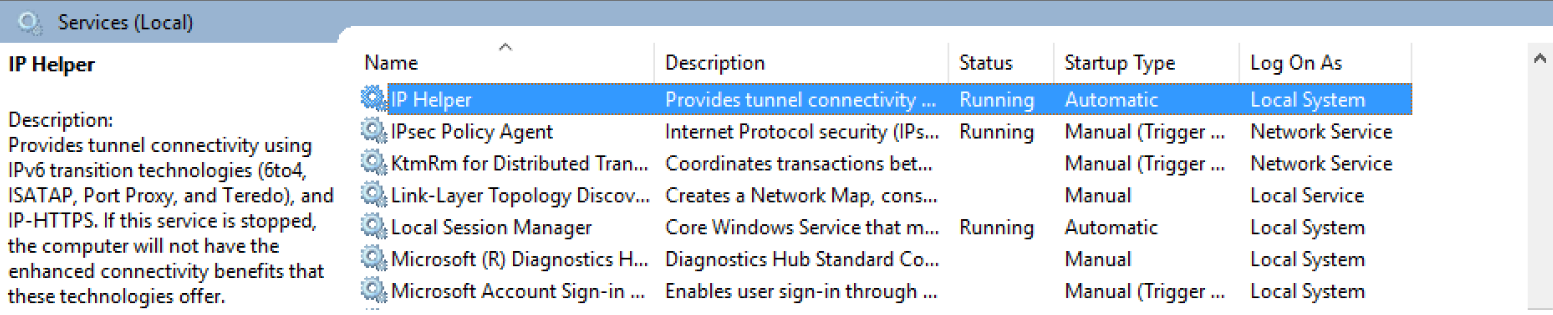 Services (Local)
IP Helper
Description:
Provides tunnel connectivity using
IPv6 transition technologies (6to4,
ISATAP, Port Proxy, and Teredo), and
IP-HTTPS. If this service is stopped,
the computer will not have the
enhanced connectivity benefits that
these technologies offer.
Name Description Status Startup Type Log On As
IP Helper Provides tunnel connectivity ... Running Automatic Local System
IPsec Policy Agent Internet Protocol security (IPs... Running Manual (Trigger ... Network Service
KtmRm for Distributed Tran... Coordinates transactions bet... Manual (Trigger ... Network Service
Link-Layer Topology Discov... Creates a Network Map, cons... Manual Local Service
Local Session Manager Core Windows Service that m... Running Automatic Local System
Microsoft (R) Diagnostics H... Diagnostics Hub Standard Co... Manual Local System
Microsoft Account Sign-in ... Enables user sign-in through ... Manual (Trigger ... Local System